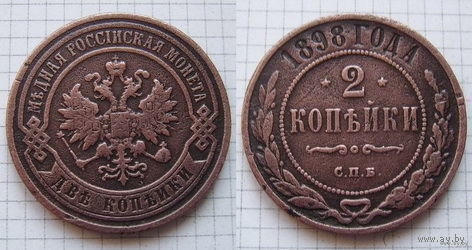 МѢДНАЯ РОССІЙСКАЯ МОНЕТА
ДВѢ КОПѢЙКИ
1898 ГОДА
2
КОПѢЙКИ
С.П.Б.
www.ay.by